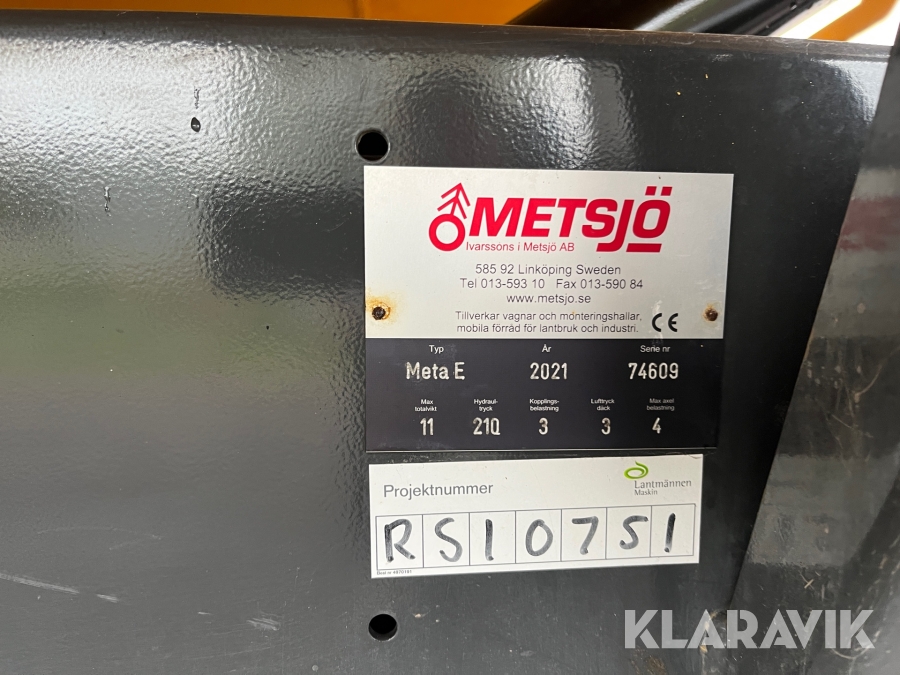 METSJÖ
Ivarssons i Metsjö AB
585 92 Linköping Sweden
Tel 013-593 10 Fax 013-590 84
www.metsjo.se
Tillverkar vagnar och monteringshallar,
mobila förråd för lantbruk och industri. CE
Typ År Serie nr
Meta E 2021 74609
Max totalvikt Hydraul-tryck Kopplings-belastning Lufttryck däck Max axel belastning
11 210 3 3 4
Projektnummer
Lantmännen
Maskin
RS10751
KLARAVIK